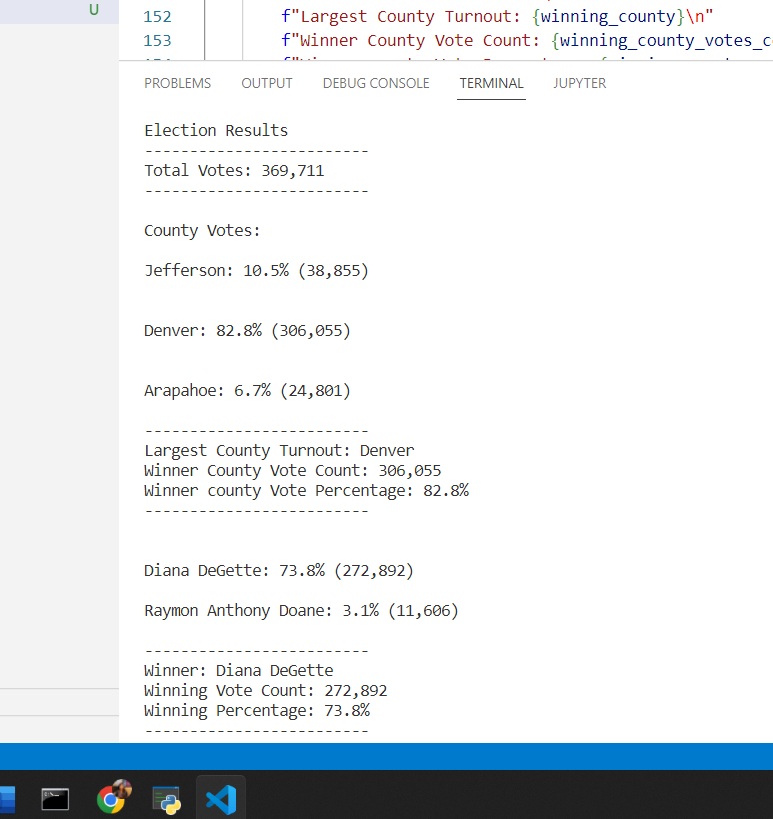 U
152 f"Largest County Turnout: {winning_county}\n"
153 f"Winner County Vote Count: {winning_county_votes_c
PROBLEMS OUTPUT DEBUG CONSOLE TERMINAL JUPYTER
Election Results
-------------------------
Total Votes: 369,711
-------------------------
County Votes:
Jefferson: 10.5% (38,855)
Denver: 82.8% (306,055)
Arapahoe: 6.7% (24,801)
-------------------------
Largest County Turnout: Denver
Winner County Vote Count: 306,055
Winner county Vote Percentage: 82.8%
-------------------------
Diana DeGette: 73.8% (272,892)
Raymon Anthony Doane: 3.1% (11,606)
-------------------------
Winner: Diana DeGette
Winning Vote Count: 272,892
Winning Percentage: 73.8%
-------------------------